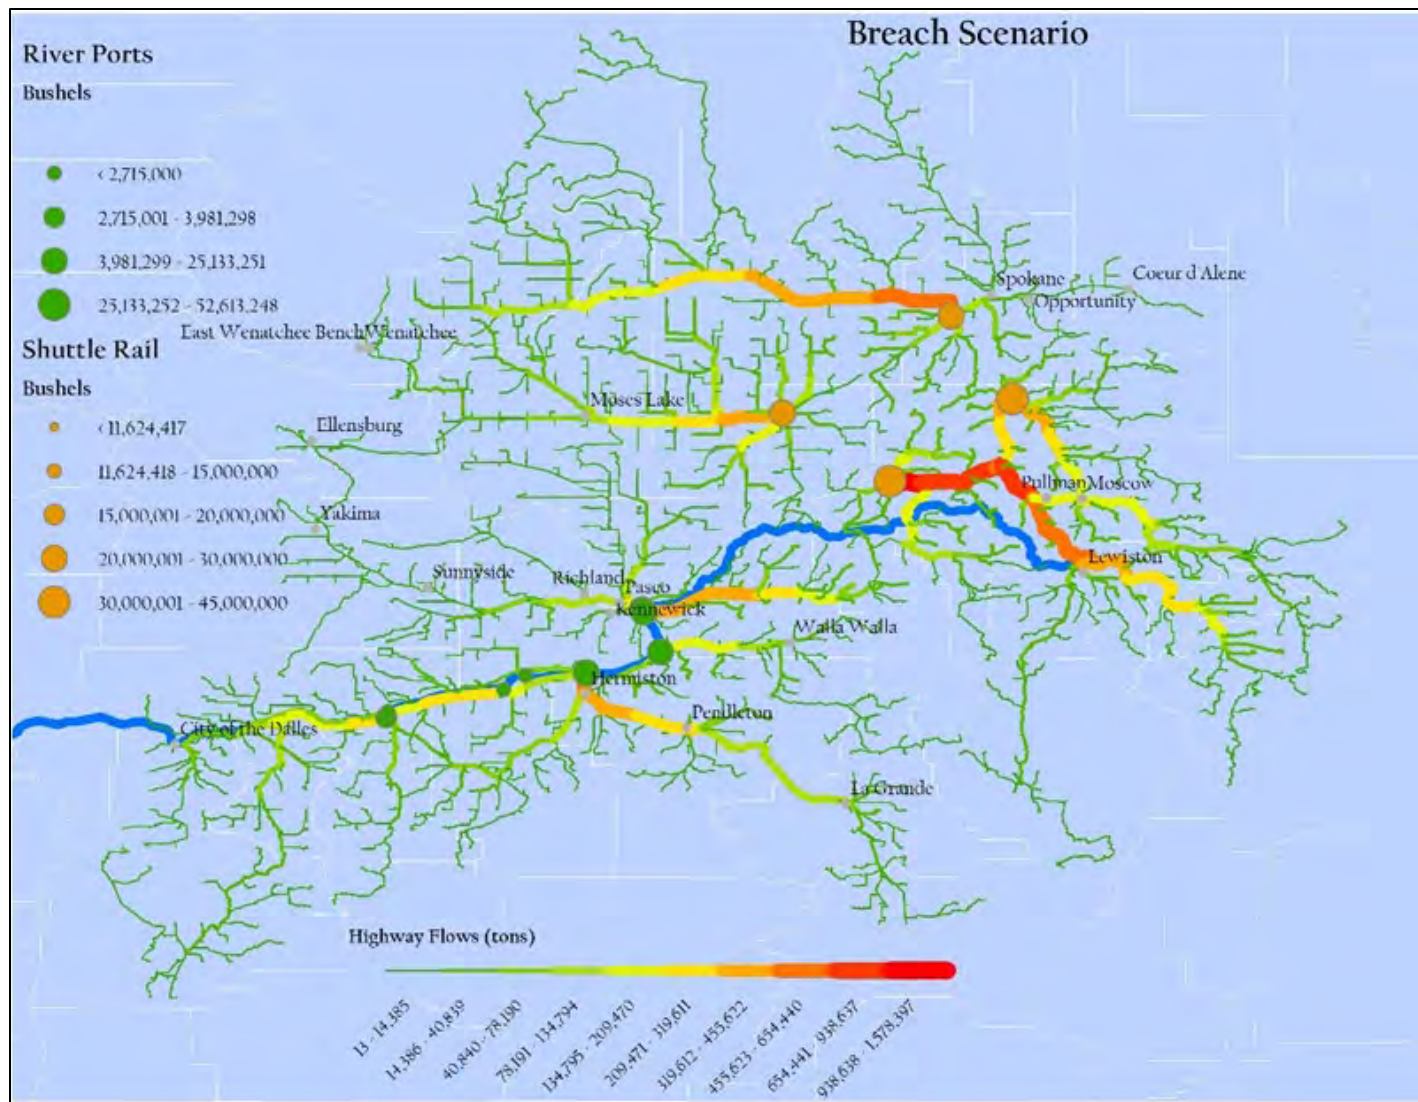 Breach Scenario
River Ports
Bushels
< 2,715,000
2,715,001 - 3,981,298
3,981,299 - 25,133,251
25,133,252 - 52,613,248
Shuttle Rail
Bushels
< 11,624,417
11,624,418 - 15,000,000
15,000,001 - 20,000,000
20,000,001 - 30,000,000
30,000,001 - 45,000,000
Spokane
Coeur d Alene
Opportunity
East Wenatchee Bench
Wenatchee
Moses Lake
Ellensburg
Pullman
Moscow
Yakima
Lewiston
Sunnyside
Richland
Pasco
Kennewick
Walla Walla
Hermiston
Pendleton
City of The Dalles
La Grande
Highway Flows (tons)
13 - 14,385
14,386 - 40,839
40,840 - 78,190
78,191 - 134,794
134,795 - 209,470
209,471 - 319,611
319,612 - 455,622
455,623 - 654,440
654,441 - 938,637
938,638 - 1,578,397